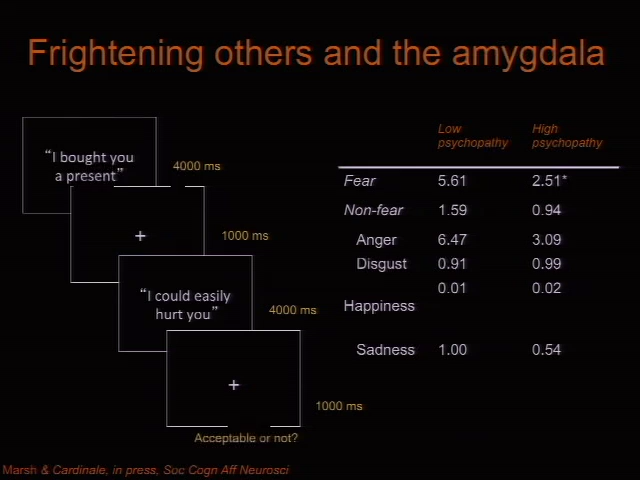 Frightening others and the amygdala
“I bought you
a present”
4000 ms
+
1000 ms
“I could easily
hurt you”
4000 ms
+
1000 ms
Acceptable or not?
Low psychopathy High psychopathy
Fear 5.61 2.51*
Non-fear 1.59 0.94
Anger 6.47 3.09
Disgust 0.91 0.99
0.01 0.02
Happiness
Sadness 1.00 0.54
Marsh & Cardinale, in press, Soc Cogn Aff Neurosci